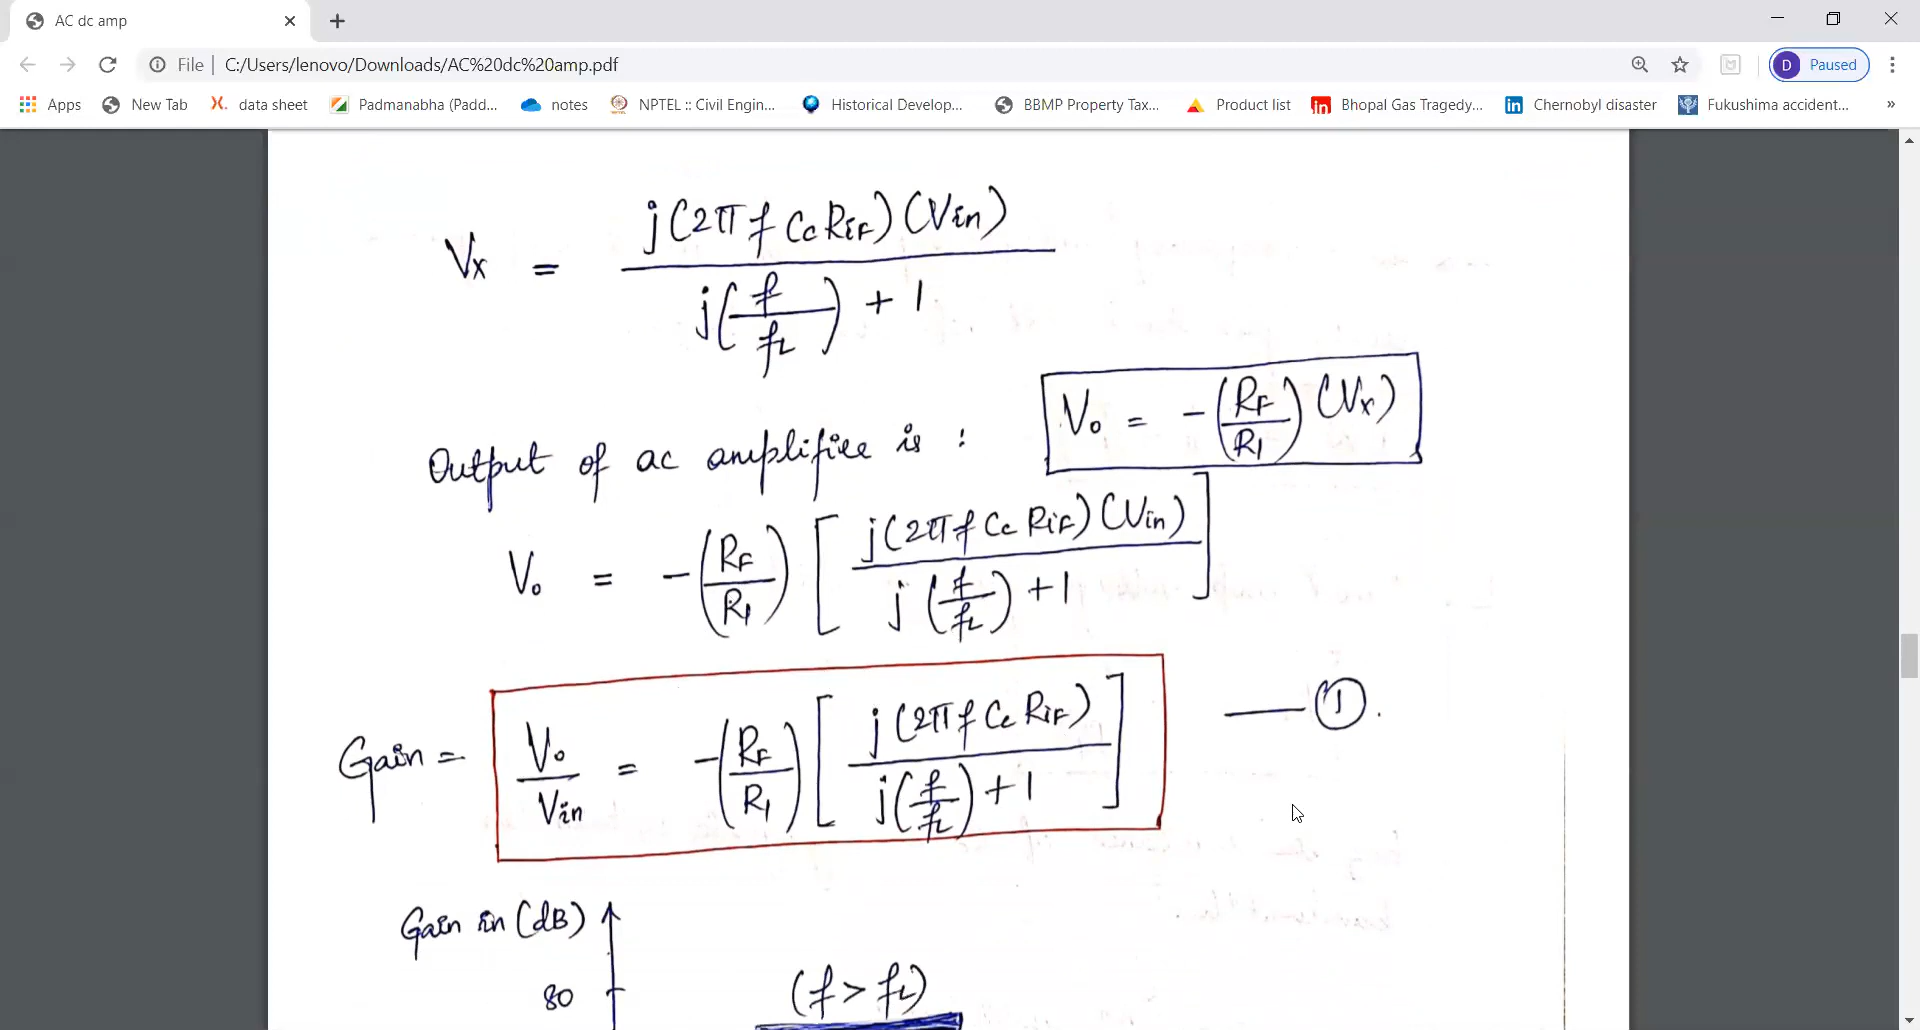 AC dc amp
File | C:/Users/lenovo/Downloads/AC%20dc%20amp.pdf
D Paused
Apps New Tab data sheet Padmanabha (Padd... notes NPTEL :: Civil Engin... Historical Develop... BBMP Property Tax... Product list Bhopal Gas Tragedy... Chernobyl disaster Fukushima accident... »
Vx = j(2πf Cc RiF)(Vin) / j(f/fL) + 1
Output of ac amplifier is : Vo = -(RF/R1)(Vx)
Vo = -(RF/R1) [ j(2πf Cc RiF)(Vin) / j(f/fL) + 1 ]
Gain = Vo/Vin = -(RF/R1) [ j(2πf Cc RiF) / j(f/fL) + 1 ] — 1.
Gain in (dB)
80 (f > fL)